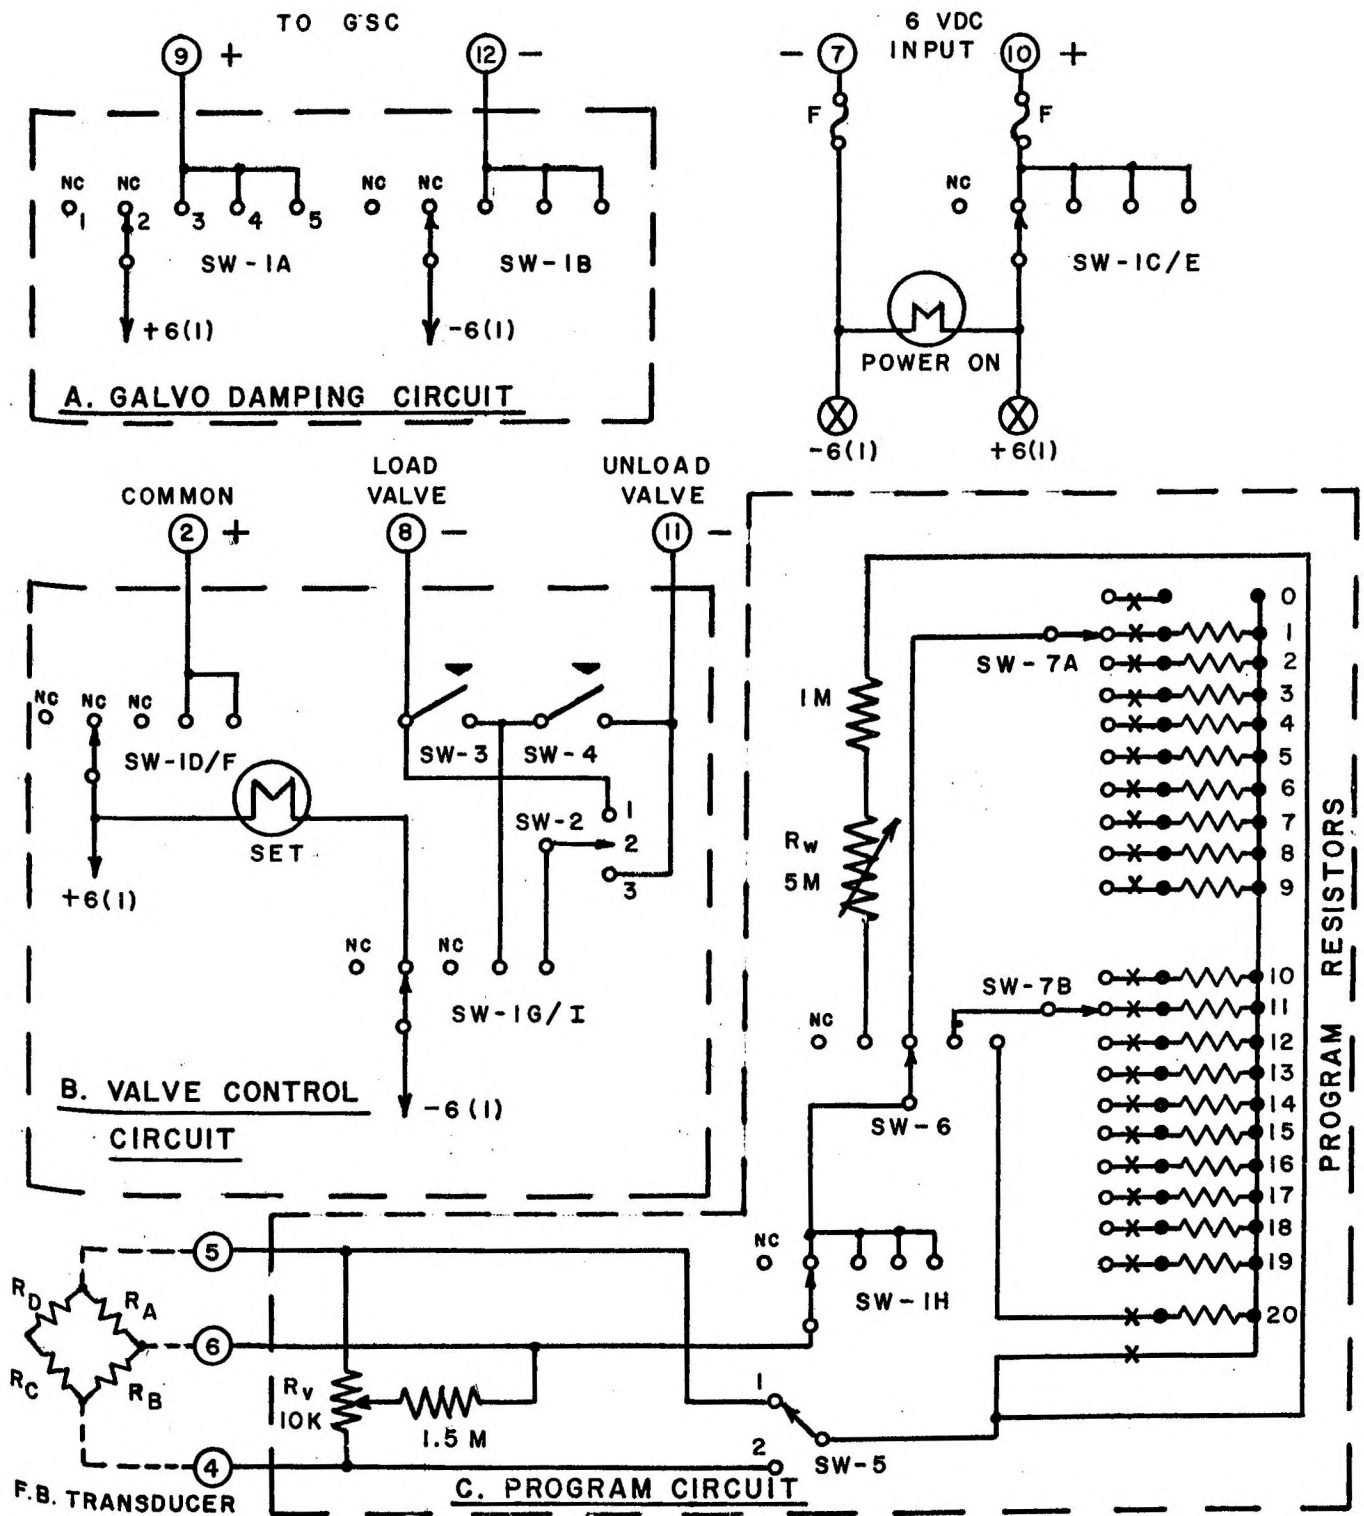 TO GSC
9 +
12 -
NC
NC
1
2
3
4
5
SW-1A
+6(1)
NC
NC
SW-1B
-6(1)
A. GALVO DAMPING CIRCUIT
6 VDC
INPUT
- 7
10 +
F
F
NC
SW-1C/E
POWER ON
-6(1)
+6(1)
COMMON
2 +
LOAD
VALVE
8 -
UNLOAD
VALVE
11 -
NC
NC
NC
SW-1D/F
SET
+6(1)
SW-3
SW-4
SW-2
1
2
3
NC
NC
SW-1G/I
-6(1)
B. VALVE CONTROL
CIRCUIT
1M
RW
5M
SW-7A
0
1
2
3
4
5
6
7
8
9
SW-7B
10
11
12
13
14
15
16
17
18
19
20
PROGRAM RESISTORS
NC
SW-6
NC
SW-1H
5
6
4
RD
RA
RC
RB
F.B. TRANSDUCER
RV
10K
1.5M
1
2
SW-5
C. PROGRAM CIRCUIT